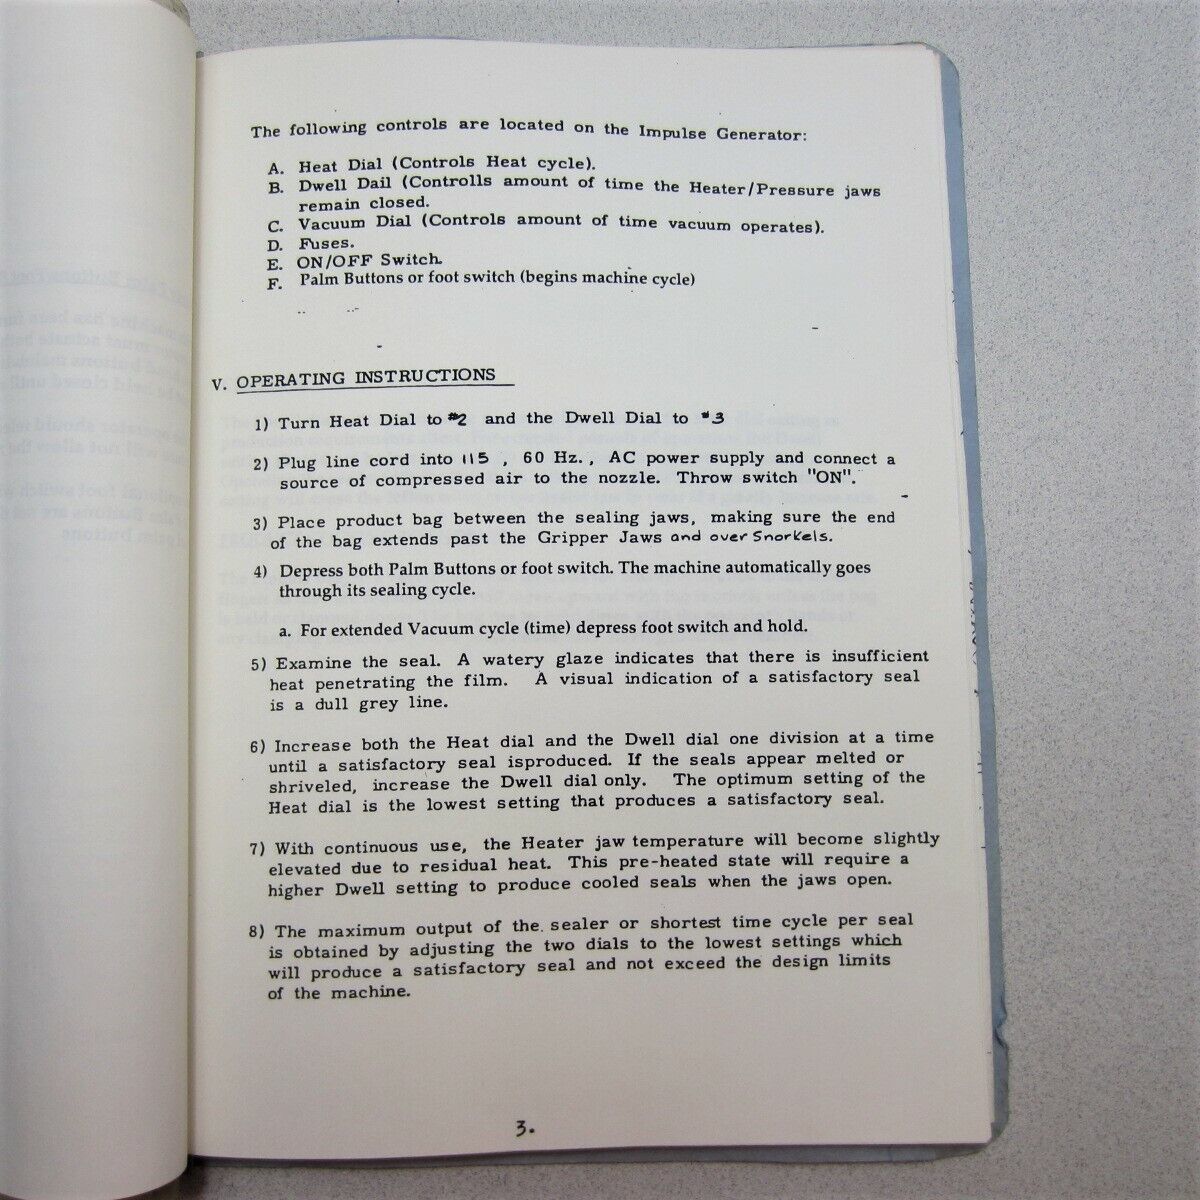 The following controls are located on the Impulse Generator:
A. Heat Dial (Controls Heat cycle).
B. Dwell Dail (Controlls amount of time the Heater/Pressure jaws
remain closed.
C. Vacuum Dial (Controls amount of time vacuum operates).
D. Fuses.
E. ON/OFF Switch.
F. Palm Buttons or foot switch (begins machine cycle)
V. OPERATING INSTRUCTIONS
1) Turn Heat Dial to #2 and the Dwell Dial to #3
2) Plug line cord into 115 , 60 Hz., AC power supply and connect a
source of compressed air to the nozzle. Throw switch "ON".
3) Place product bag between the sealing jaws, making sure the end
of the bag extends past the Gripper Jaws and over Snorkels.
4) Depress both Palm Buttons or foot switch. The machine automatically goes
through its sealing cycle.
a. For extended Vacuum cycle (time) depress foot switch and hold.
5) Examine the seal. A watery glaze indicates that there is insufficient
heat penetrating the film. A visual indication of a satisfactory seal
is a dull grey line.
6) Increase both the Heat dial and the Dwell dial one division at a time
until a satisfactory seal isproduced. If the seals appear melted or
shriveled, increase the Dwell dial only. The optimum setting of the
Heat dial is the lowest setting that produces a satisfactory seal.
7) With continuous use, the Heater jaw temperature will become slightly
elevated due to residual heat. This pre-heated state will require a
higher Dwell setting to produce cooled seals when the jaws open.
8) The maximum output of the sealer or shortest time cycle per seal
is obtained by adjusting the two dials to the lowest settings which
will produce a satisfactory seal and not exceed the design limits
of the machine.
3.